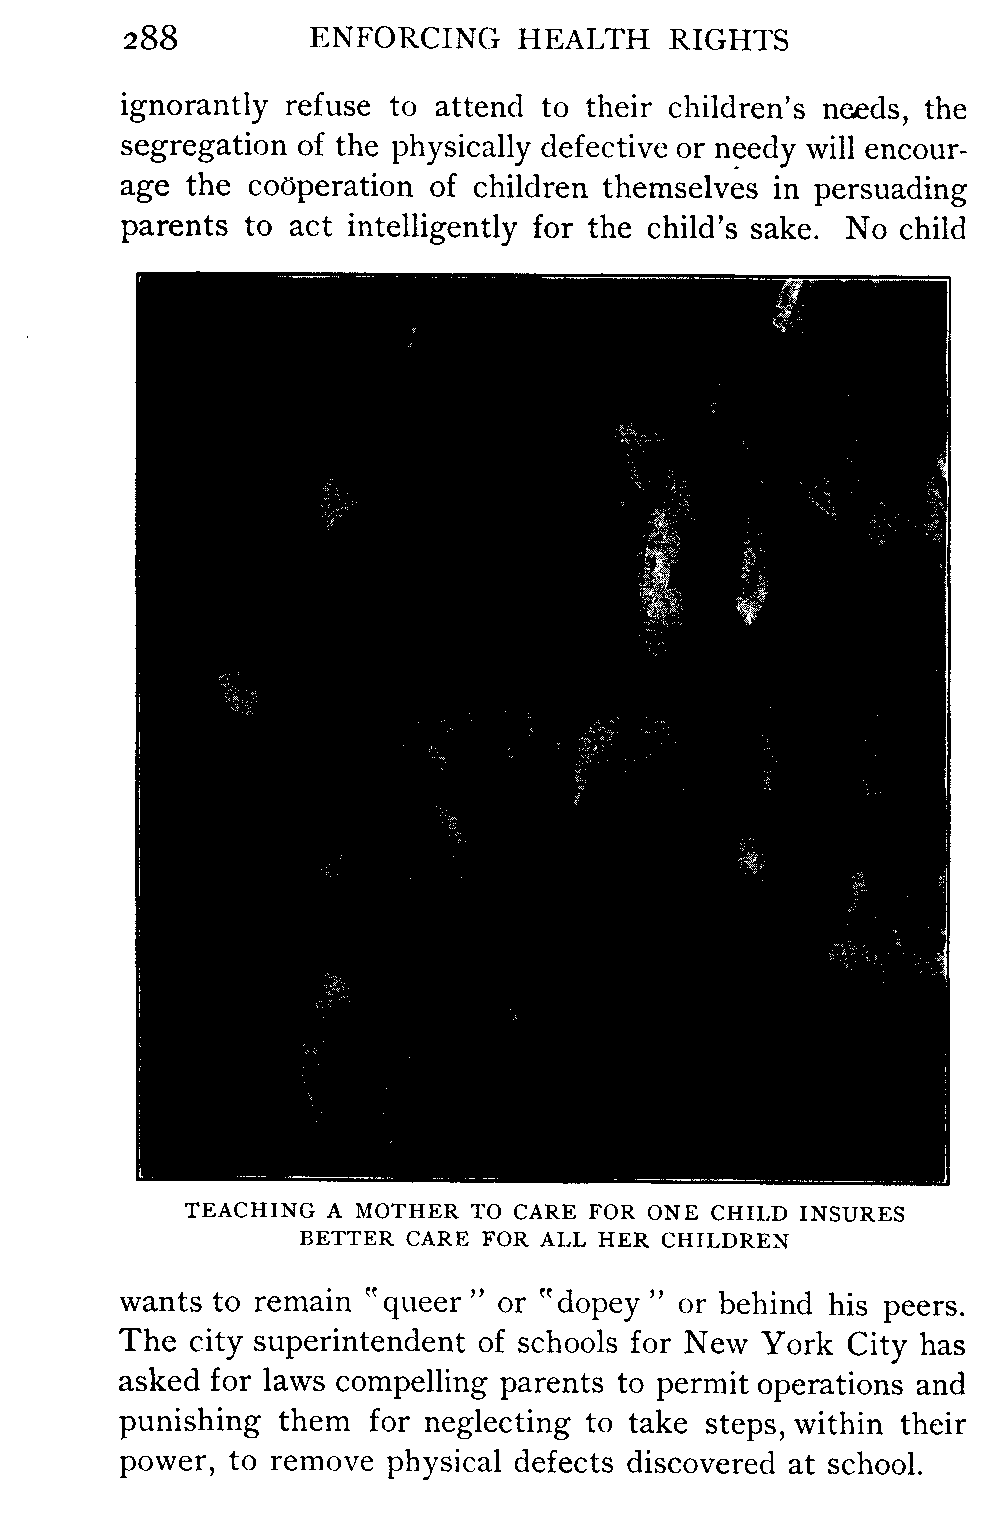 288 ENFORCING HEALTH RIGHTS
ignorantly refuse to attend to their children's needs, the
segregation of the physically defective or needy will encour-
age the coöperation of children themselves in persuading
parents to act intelligently for the child's sake. No child
TEACHING A MOTHER TO CARE FOR ONE CHILD INSURES
BETTER CARE FOR ALL HER CHILDREN
wants to remain "queer" or "dopey" or behind his peers.
The city superintendent of schools for New York City has
asked for laws compelling parents to permit operations and
punishing them for neglecting to take steps, within their
power, to remove physical defects discovered at school.